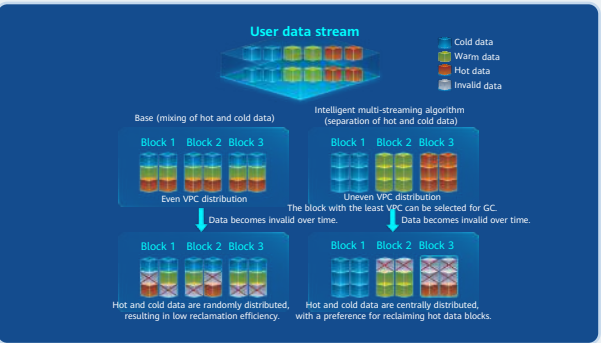 User data stream
Cold data
Warm data
Hot data
Invalid data
Base (mixing of hot and cold data)
Block 1 Block 2 Block 3
Even VPC distribution
Data becomes invalid over time.
Block 1 Block 2 Block 3
Hot and cold data are randomly distributed,
resulting in low reclamation efficiency.
Intelligent multi-streaming algorithm
(separation of hot and cold data)
Block 1 Block 2 Block 3
Uneven VPC distribution
The block with the least VPC can be selected for GC.
Data becomes invalid over time.
Block 1 Block 2 Block 3
Hot and cold data are centrally distributed,
with a preference for reclaiming hot data blocks.